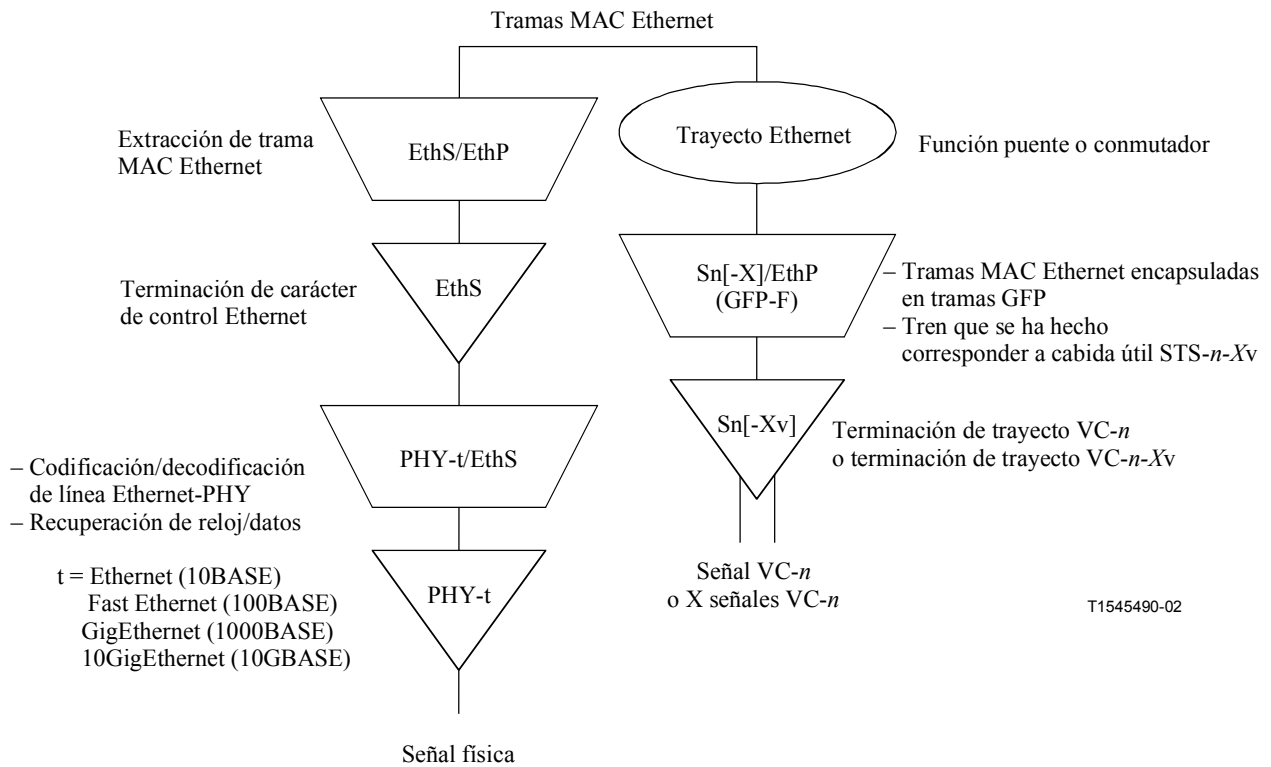 Tramas MAC Ethernet
Extracción de trama
MAC Ethernet
EthS/EthP
Trayecto Ethernet
Función puente o conmutador
Terminación de carácter
de control Ethernet
EthS
Sn[-X]/EthP
(GFP-F)
– Tramas MAC Ethernet encapsuladas
en tramas GFP
– Tren que se ha hecho
corresponder a cabida útil STS-n-Xv
– Codificación/decodificación
de línea Ethernet-PHY
– Recuperación de reloj/datos
PHY-t/EthS
Sn[-Xv]
Terminación de trayecto VC-n
o terminación de trayecto VC-n-Xv
t = Ethernet (10BASE)
Fast Ethernet (100BASE)
GigEthernet (1000BASE)
10GigEthernet (10GBASE)
PHY-t
Señal VC-n
o X señales VC-n
T1545490-02
Señal física